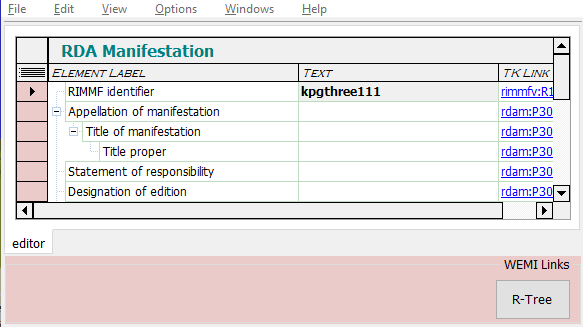 File Edit View Options Windows Help
RDA Manifestation
ELEMENT LABEL TEXT TK LINK
RIMMF identifier kpgthree111 rimmfv:R1
Appellation of manifestation rdam:P30
Title of manifestation rdam:P30
Title proper rdam:P30
Statement of responsibility rdam:P30
Designation of edition rdam:P30
editor
WEMI Links
R-Tree